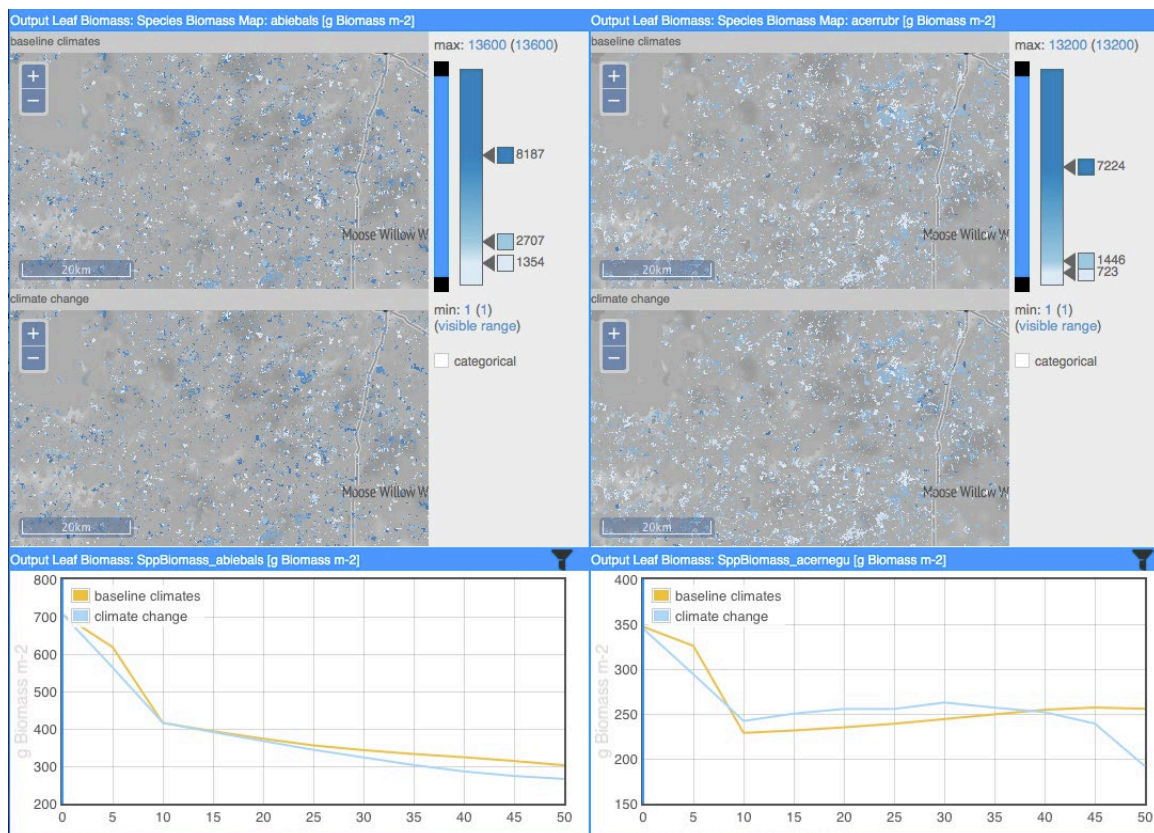 Output Leaf Biomass: Species Biomass Map: abiebals [g Biomass m-2]
baseline climates
+
−
20km
Moose Willow W
max: 13600 (13600)
8187
2707
1354
min: 1 (1)
(visible range)
categorical
climate change
+
−
20km
Moose Willow W
Output Leaf Biomass: Species Biomass Map: acerrubr [g Biomass m-2]
baseline climates
+
−
20km
Moose Willow W
max: 13200 (13200)
7224
1446
723
min: 1 (1)
(visible range)
categorical
climate change
+
−
20km
Moose Willow W
Output Leaf Biomass: SppBiomass_abiebals [g Biomass m-2]
g Biomass m-2
800
700
600
500
400
300
200
baseline climates
climate change
0 5 10 15 20 25 30 35 40 45 50
Output Leaf Biomass: SppBiomass_acernegu [g Biomass m-2]
g Biomass m-2
400
350
300
250
200
150
baseline climates
climate change
0 5 10 15 20 25 30 35 40 45 50